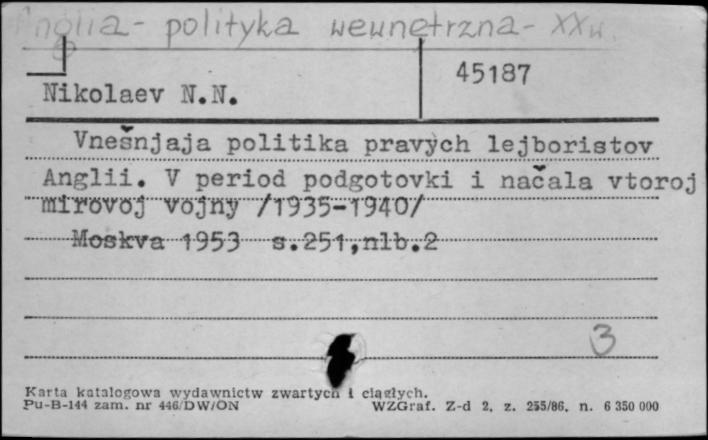 Anglia - polityka wewnętrzna - XX w.
45187
Nikolaev N.N.
Vnešnjaja politika pravych lejboristov
Anglii. V period podgotovki i načala vtoroj
mirovoj vojny /1935-1940/
Moskva 1953 s.251,nlb.2
3
Karta katalogowa wydawnictw zwartych i ciągłych.
Pu-B-144 zam. nr 446/DW/ON WZGraf. Z-d 2, z. 255/86, n. 6 350 000